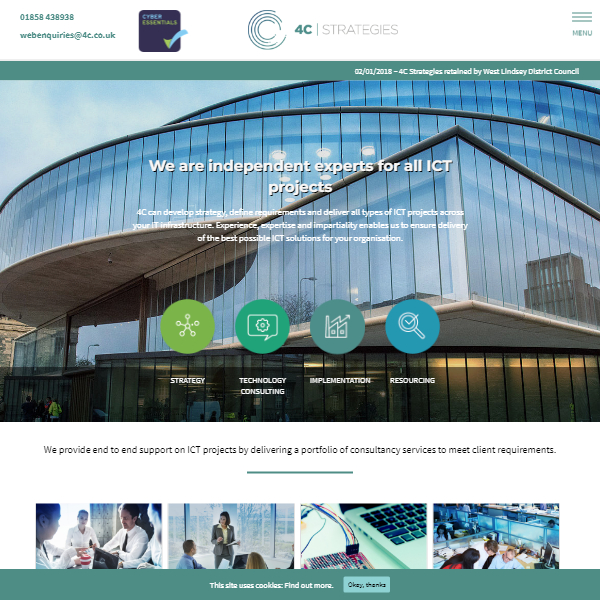 01858 438938
webenquiries@4c.co.uk
CYBER
ESSENTIALS
4C | STRATEGIES
MENU
02/01/2018 – 4C Strategies retained by West Lindsey District Council
We are independent experts for all ICT
projects
4C can develop strategy, define requirements and deliver all types of ICT projects across
your IT infrastructure. Experience, expertise and impartiality enables us to ensure delivery
of the best possible ICT solutions for your organisation.
STRATEGY
TECHNOLOGY
CONSULTING
IMPLEMENTATION
RESOURCING
We provide end to end support on ICT projects by delivering a portfolio of consultancy services to meet client requirements.
This site uses cookies: Find out more.
Okay, thanks